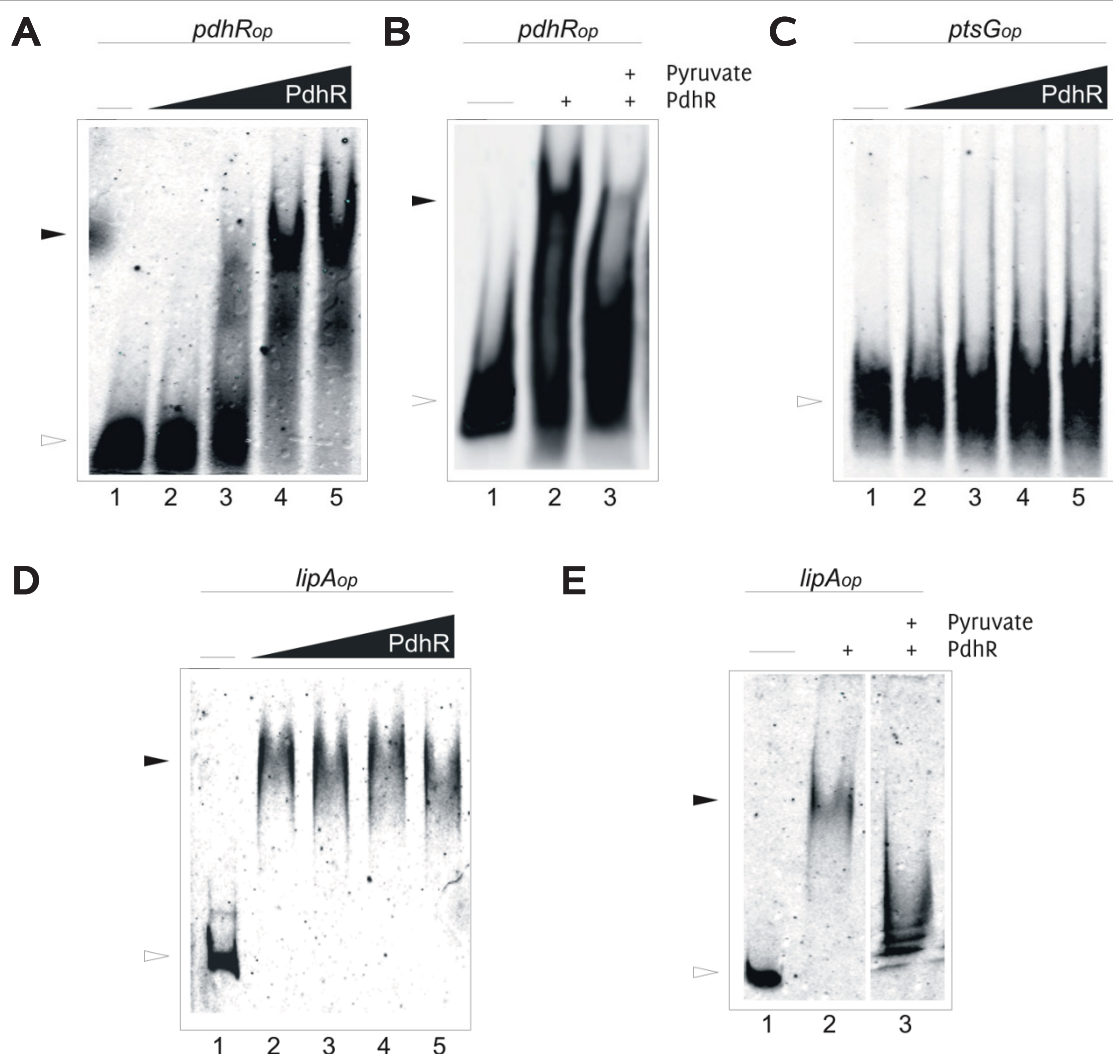 A
pdhRop
PdhR
1 2 3 4 5
B
pdhRop
+ Pyruvate
+ + PdhR
1 2 3
C
ptsGop
PdhR
1 2 3 4 5
D
lipAop
PdhR
1 2 3 4 5
E
lipAop
+ Pyruvate
+ + PdhR
1 2 3